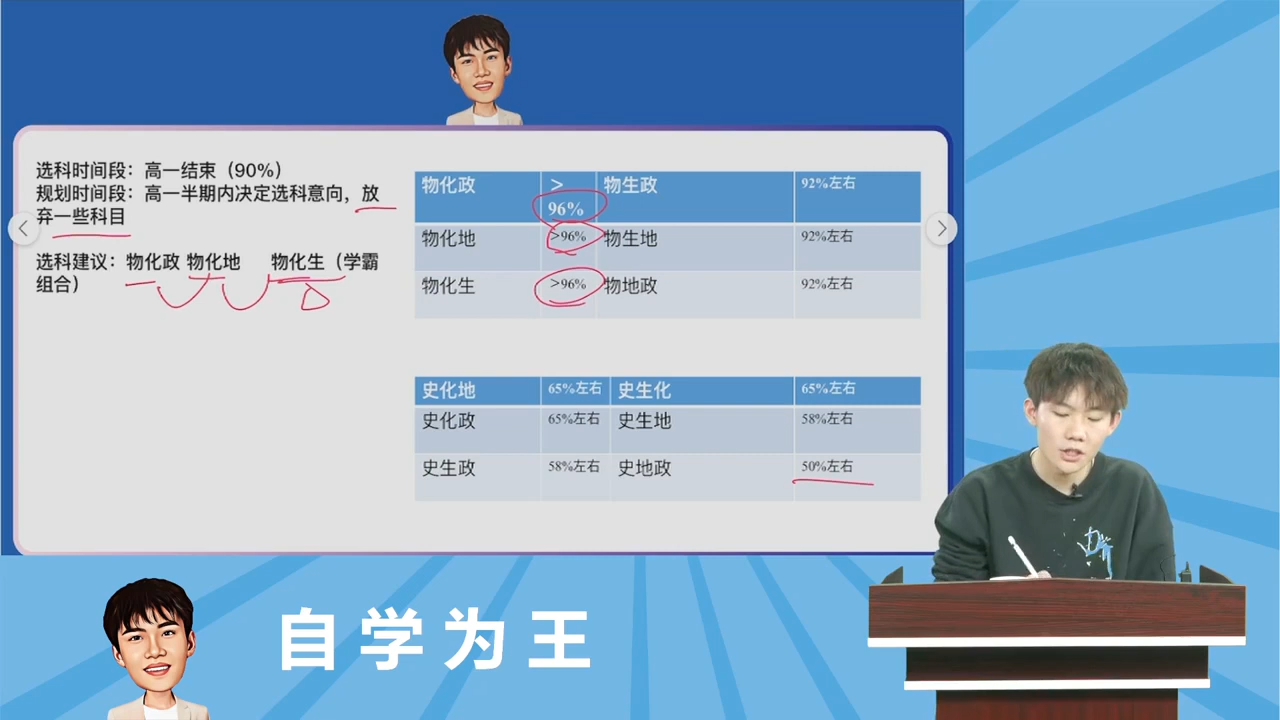 选科时间段：高一结束（90%）
规划时间段：高一半期内决定选科意向，放
弃一些科目
选科建议：物化政 物化地 物化生（学霸
组合）
物化政 > 96% 物生政 92%左右
物化地 >96% 物生地 92%左右
物化生 >96% 物地政 92%左右
史化地 65%左右 史生化 65%左右
史化政 65%左右 史生地 58%左右
史生政 58%左右 史地政 50%左右
自学为王